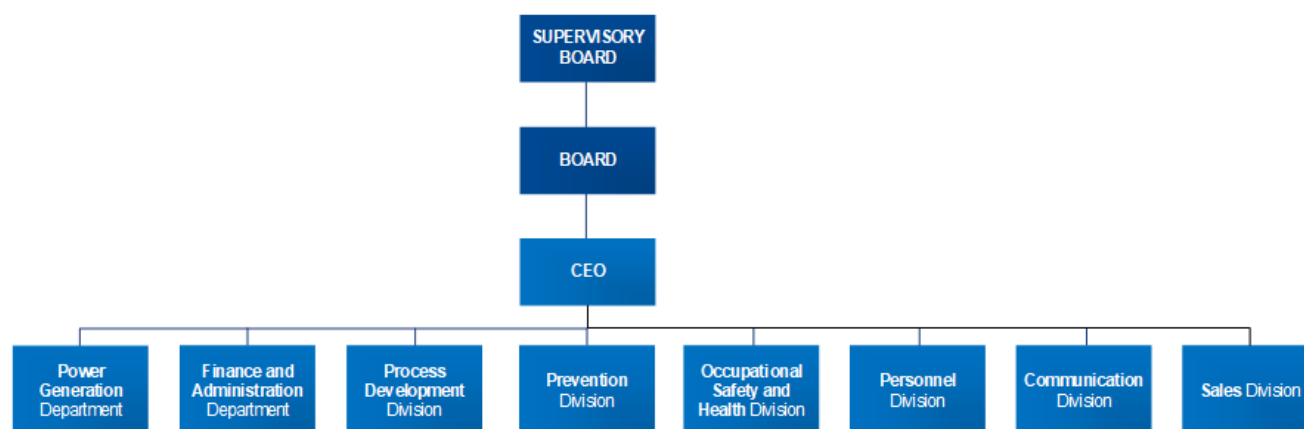 SUPERVISORY
BOARD
BOARD
CEO
Power
Generation
Department
Finance and
Administration
Department
Process
Development
Division
Prevention
Division
Occupational
Safety and
Health Division
Personnel
Division
Communication
Division
Sales Division